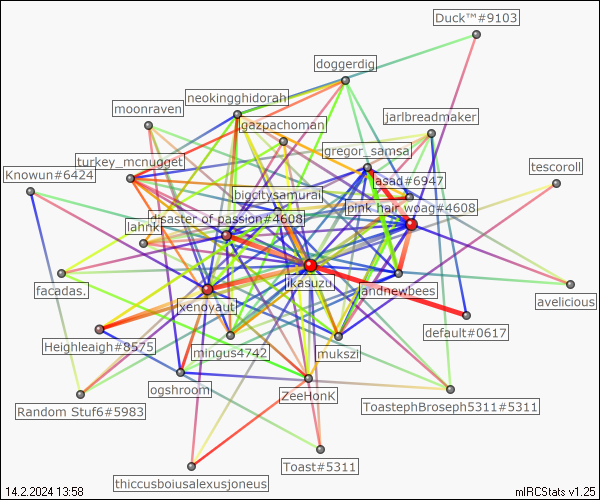 Duck™#9103
doggerdig
neokingghidorah
moonraven
jarlbreadmaker
gazpachoman
gregor_samsa
turkey_mcnugget
tescoroll
Knowun#6424
asad#6947
bigcitysamurai
pink hair woag#4608
disaster of passion#4608
lahnk
ikasuzu
andnewbees
facadas.
avelicious
xenoyaut
default#0617
Heighleaigh#8575
mingus4742
mukszi
ogshroom
ZeeHonK
ToastephBroseph5311#5311
Random Stuf6#5983
Toast#5311
thiccusboiusalexusjoneus
14.2.2024 13:58
mIRCStats v1.25